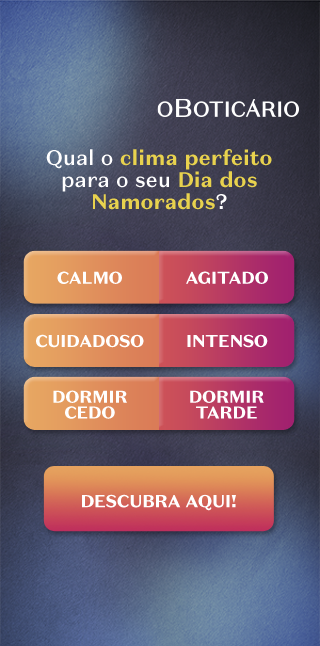 oBoticário
Qual o clima perfeito
para o seu Dia dos
Namorados?
CALMO AGITADO
CUIDADOSO INTENSO
DORMIR CEDO DORMIR TARDE
DESCUBRA AQUI!